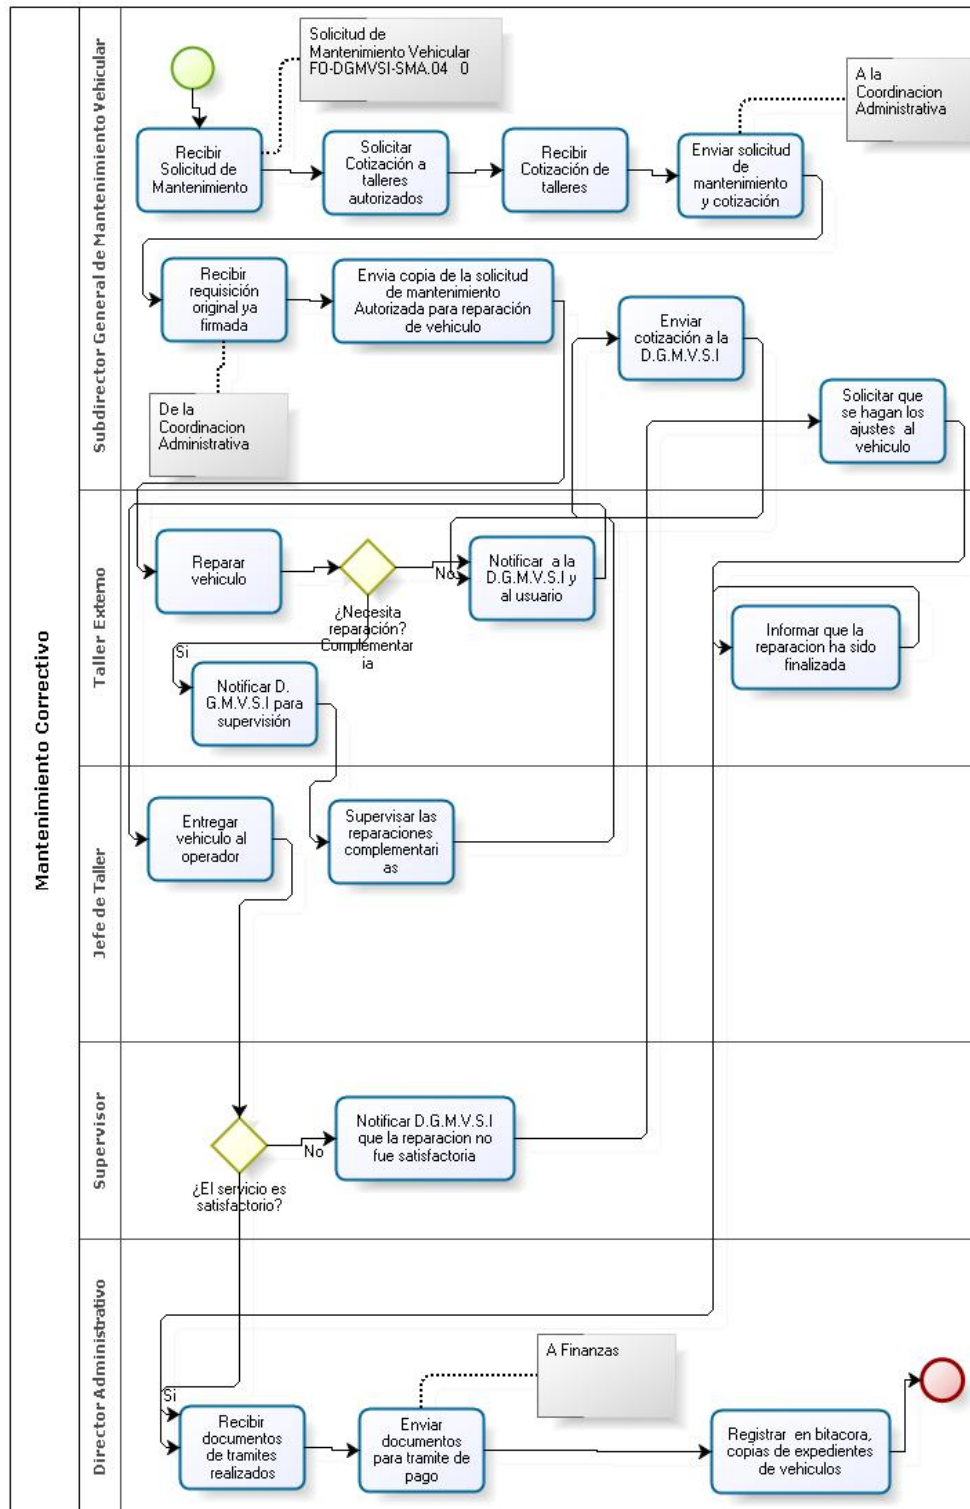 Mantenimiento Correctivo
Subdirector General de Mantenimiento Vehicular
Solicitud de
Mantenimiento Vehicular
FO-DGMVSI-SMA.04 0
A la
Coordinacion
Administrativa
Recibir
Solicitud de
Mantenimiento
Solicitar
Cotización a
talleres
autorizados
Recibir
Cotización de
talleres
Enviar solicitud
de
mantenimiento
y cotización
Recibir
requisición
original ya
firmada
Envia copia de la solicitud
de mantenimiento
Autorizada para reparación
de vehiculo
Enviar
cotización a la
D.G.M.V.S.I
De la
Coordinacion
Administrativa
Solicitar que
se hagan los
ajustes al
vehiculo
Taller Externo
Reparar
vehiculo
¿Necesita
reparación?
Complementar
ia
No
Si
Notificar a la
D.G.M.V.S.I y
al usuario
Informar que la
reparacion ha sido
finalizada
Notificar D.
G.M.V.S.I para
supervisión
Jefe de Taller
Entregar
vehiculo al
operador
Supervisar las
reparaciones
complementari
as
Supervisor
¿El servicio es
satisfactorio?
No
Notificar D.G.M.V.S.I
que la reparacion no
fue satisfactoria
Director Administrativo
Si
A Finanzas
Recibir
documentos
de tramites
realizados
Enviar
documentos
para tramite de
pago
Registrar en bitacora,
copias de expedientes
de vehiculos